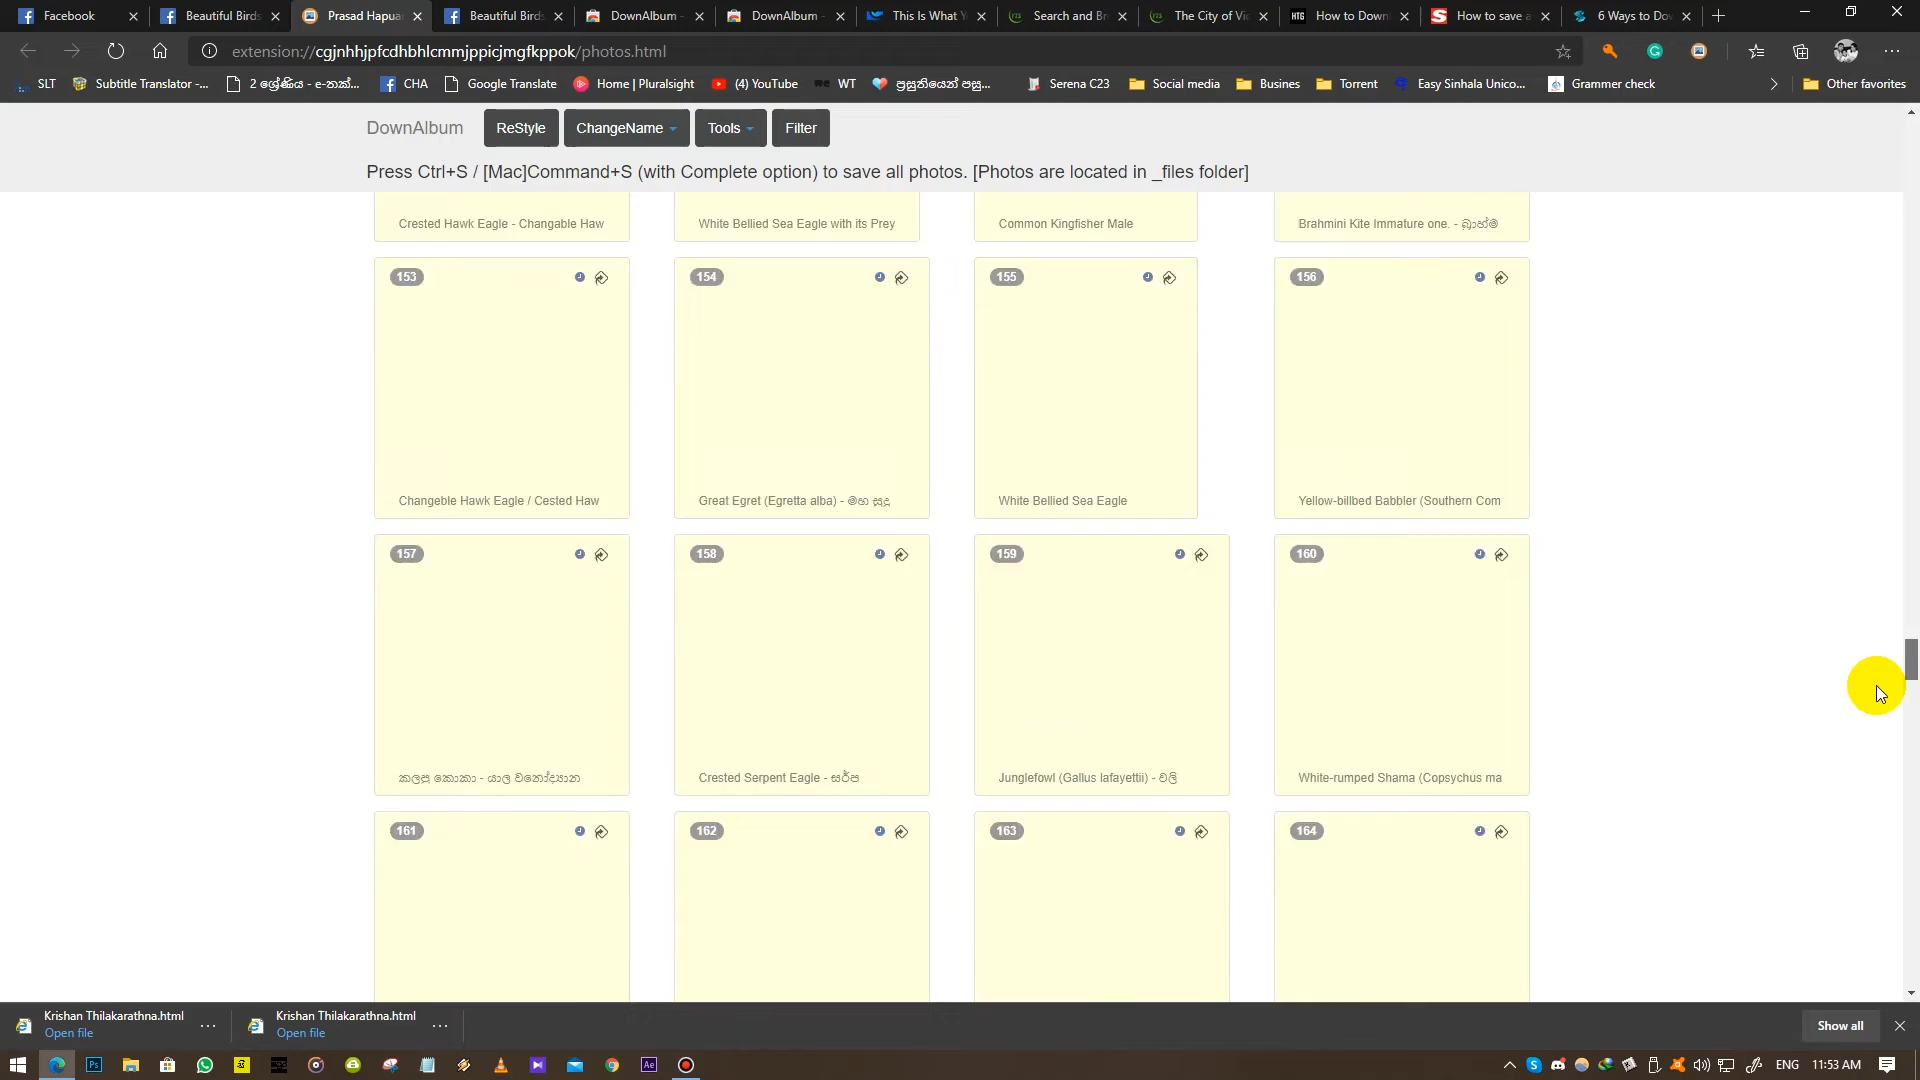 Facebook
Beautiful Birds
Prasad Hapua
Beautiful Birds
DownAlbum -
DownAlbum -
This Is What Y
Search and Br
The City of Vi
How to Down
How to save a
6 Ways to Dov
extension://cgjnhhjpfcdhbhlcmmjppicjmgfkppok/photos.html
SLT
Subtitle Translator -...
2 ශ්‍රේණිය - e-තක්...
CHA
Google Translate
Home | Pluralsight
(4) YouTube
WT
ප්‍රසූතියෙන් පසු...
Serena C23
Social media
Busines
Torrent
Easy Sinhala Unico...
Grammer check
Other favorites
DownAlbum
ReStyle
ChangeName
Tools
Filter
Press Ctrl+S / [Mac]Command+S (with Complete option) to save all photos. [Photos are located in _files folder]
Crested Hawk Eagle - Changable Haw
White Bellied Sea Eagle with its Prey
Common Kingfisher Male
Brahmini Kite Immature one. - බ්‍රාහ්ම
153
154
155
156
Changeble Hawk Eagle / Cested Haw
Great Egret (Egretta alba) - මහ සුදු
White Bellied Sea Eagle
Yellow-billbed Babbler (Southern Com
157
158
159
160
කලපු කොකා - යාල වනෝද්‍යාන
Crested Serpent Eagle - සර්ප
Junglefowl (Gallus lafayettii) - වලි
White-rumped Shama (Copsychus ma
161
162
163
164
Krishan Thilakarathna.html
Open file
Krishan Thilakarathna.html
Open file
Show all
ENG
11:53 AM